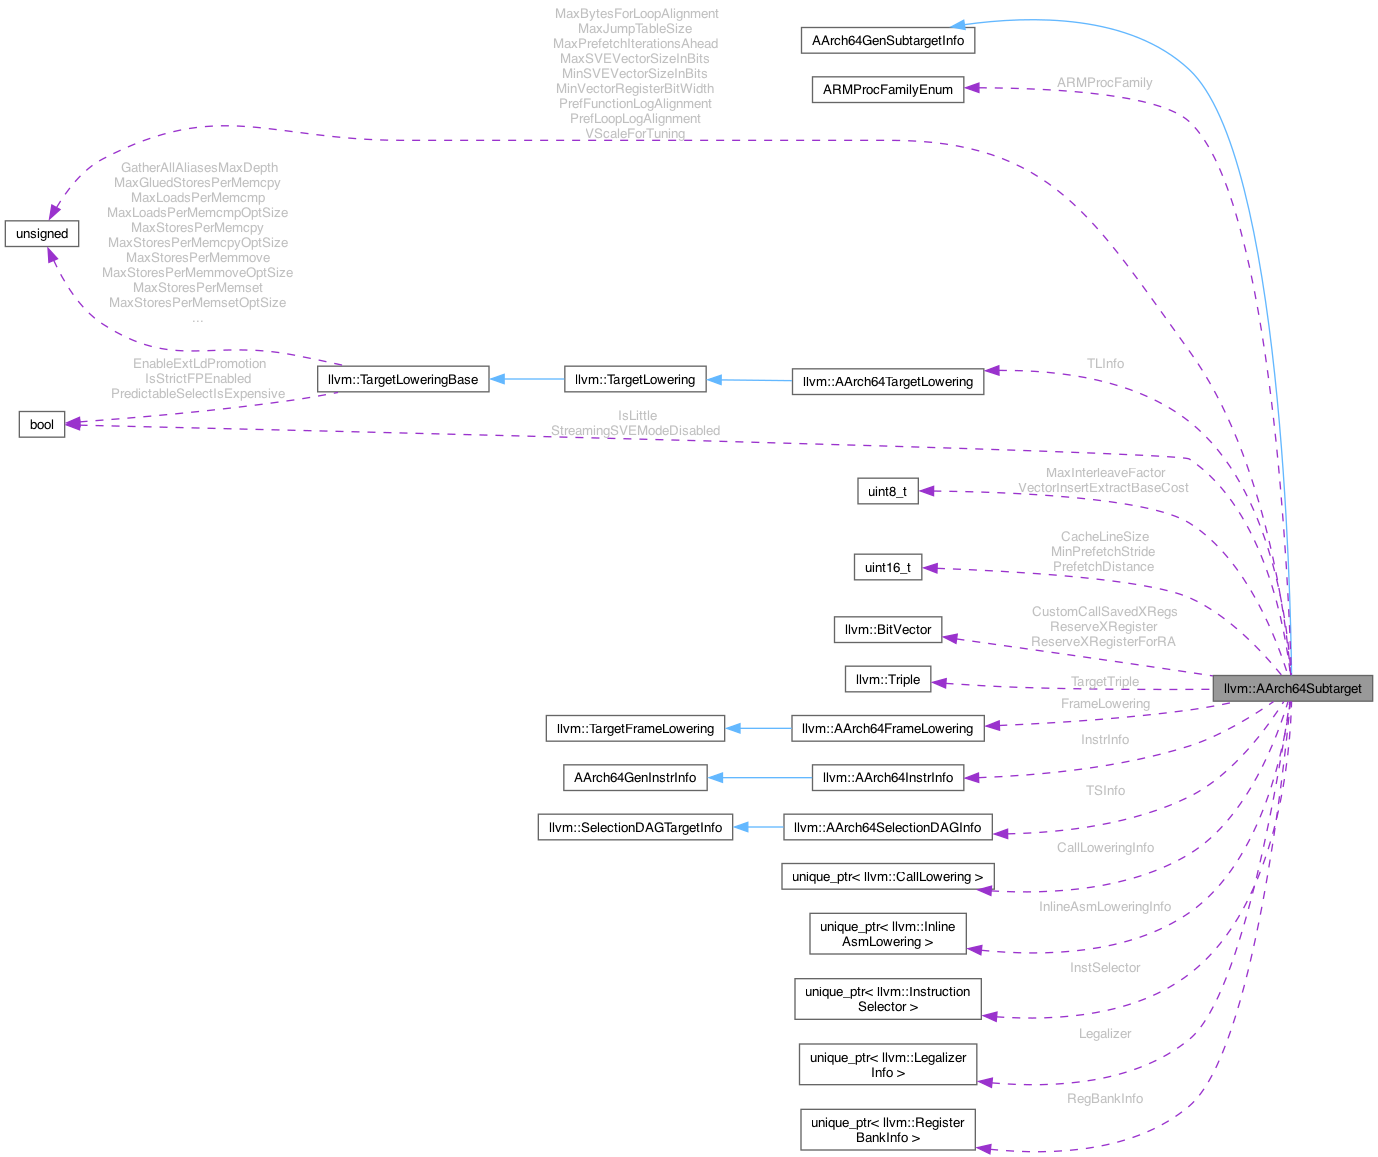 MaxBytesForLoopAlignment
MaxJumpTableSize
MaxPrefetchIterationsAhead
MaxSVEVectorSizeInBits
MinSVEVectorSizeInBits
MinVectorRegisterBitWidth
PrefFunctionLogAlignment
PrefLoopLogAlignment
VScaleForTuning
AArch64GenSubtargetInfo
ARMProcFamilyEnum
ARMProcFamily
GatherAllAliasesMaxDepth
MaxGluedStoresPerMemcpy
MaxLoadsPerMemcmp
MaxLoadsPerMemcmpOptSize
MaxStoresPerMemcpy
MaxStoresPerMemcpyOptSize
MaxStoresPerMemmove
MaxStoresPerMemmoveOptSize
MaxStoresPerMemset
MaxStoresPerMemsetOptSize
...
unsigned
EnableExtLdPromotion
IsStrictFPEnabled
PredictableSelectIsExpensive
llvm::TargetLoweringBase
llvm::TargetLowering
llvm::AArch64TargetLowering
TLInfo
bool
IsLittle
StreamingSVEModeDisabled
uint8_t
MaxInterleaveFactor
VectorInsertExtractBaseCost
uint16_t
CacheLineSize
MinPrefetchStride
PrefetchDistance
llvm::BitVector
CustomCallSavedXRegs
ReserveXRegister
ReserveXRegisterForRA
llvm::Triple
TargetTriple
llvm::AArch64Subtarget
llvm::TargetFrameLowering
llvm::AArch64FrameLowering
FrameLowering
AArch64GenInstrInfo
llvm::AArch64InstrInfo
InstrInfo
llvm::SelectionDAGTargetInfo
llvm::AArch64SelectionDAGInfo
TSInfo
unique_ptr< llvm::CallLowering >
CallLoweringInfo
unique_ptr< llvm::Inline
AsmLowering >
InlineAsmLoweringInfo
unique_ptr< llvm::Instruction
Selector >
InstSelector
unique_ptr< llvm::Legalizer
Info >
Legalizer
unique_ptr< llvm::Register
BankInfo >
RegBankInfo